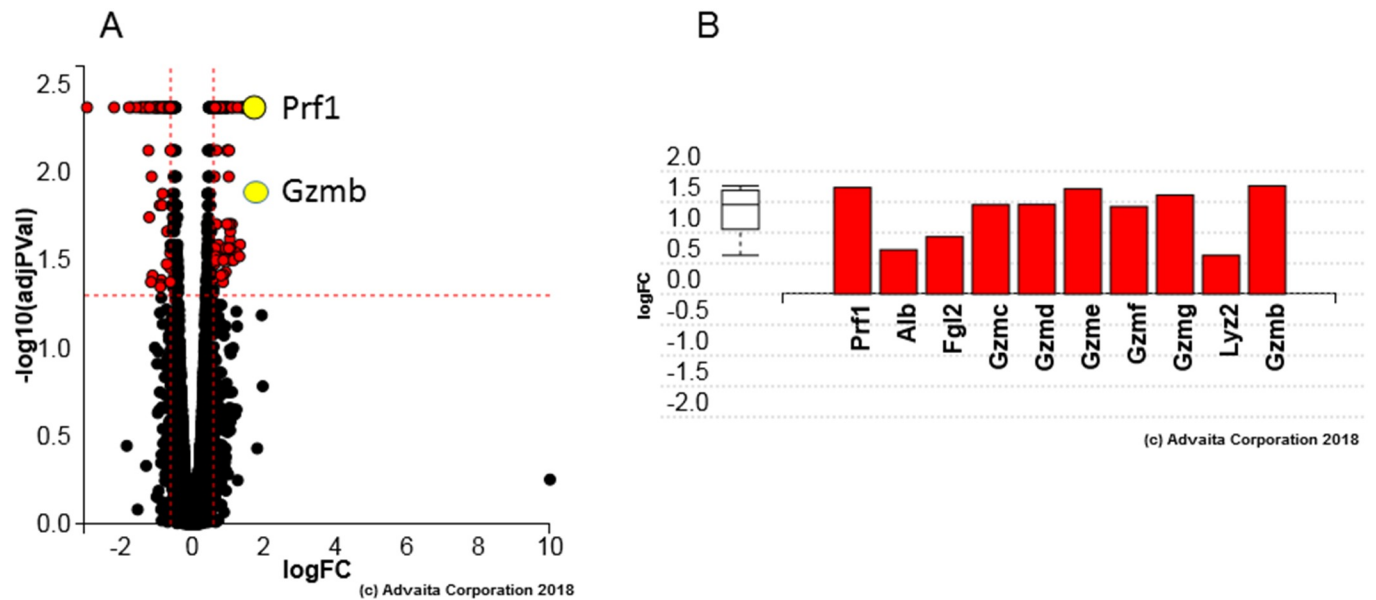 A
2.5
2.0
1.5
1.0
0.5
0.0
-log10(adjPVal)
Prf1
Gzmb
-2 0 2 4 6 8 10
logFC
(c) Advaita Corporation 2018
B
2.0
1.5
1.0
0.5
0.0
-0.5
-1.0
-1.5
-2.0
logFC
Prf1
Alb
Fgl2
Gzmc
Gzmd
Gzme
Gzmf
Gzmg
Lyz2
Gzmb
(c) Advaita Corporation 2018